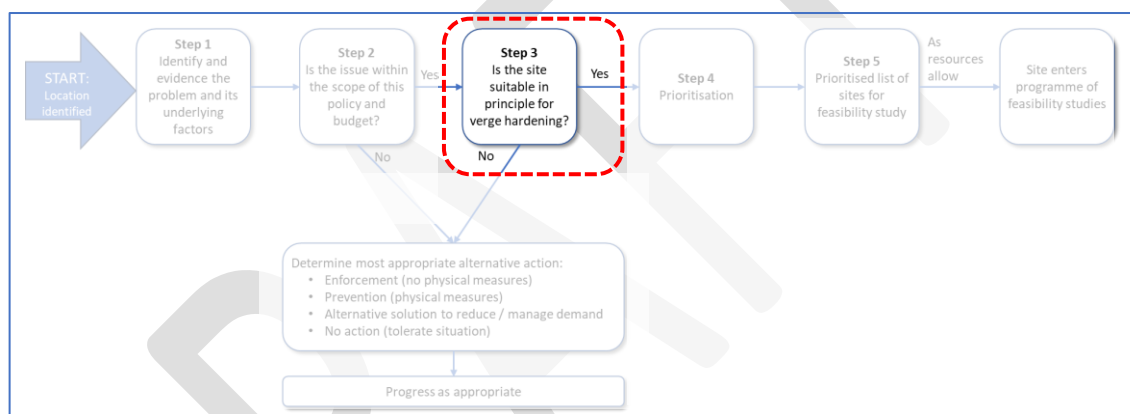 START:
Location
identified
Step 1
Identify and
evidence the
problem and its
underlying
factors
Step 2
Is the issue within
the scope of this
policy and
budget?
Yes
No
Step 3
Is the site
suitable in
principle for
verge hardening?
Yes
No
Step 4
Prioritisation
Step 5
Prioritised list of
sites for
feasibility study
As
resources
allow
Site enters
programme of
feasibility studies
Determine most appropriate alternative action:
• Enforcement (no physical measures)
• Prevention (physical measures)
• Alternative solution to reduce / manage demand
• No action (tolerate situation)
Progress as appropriate